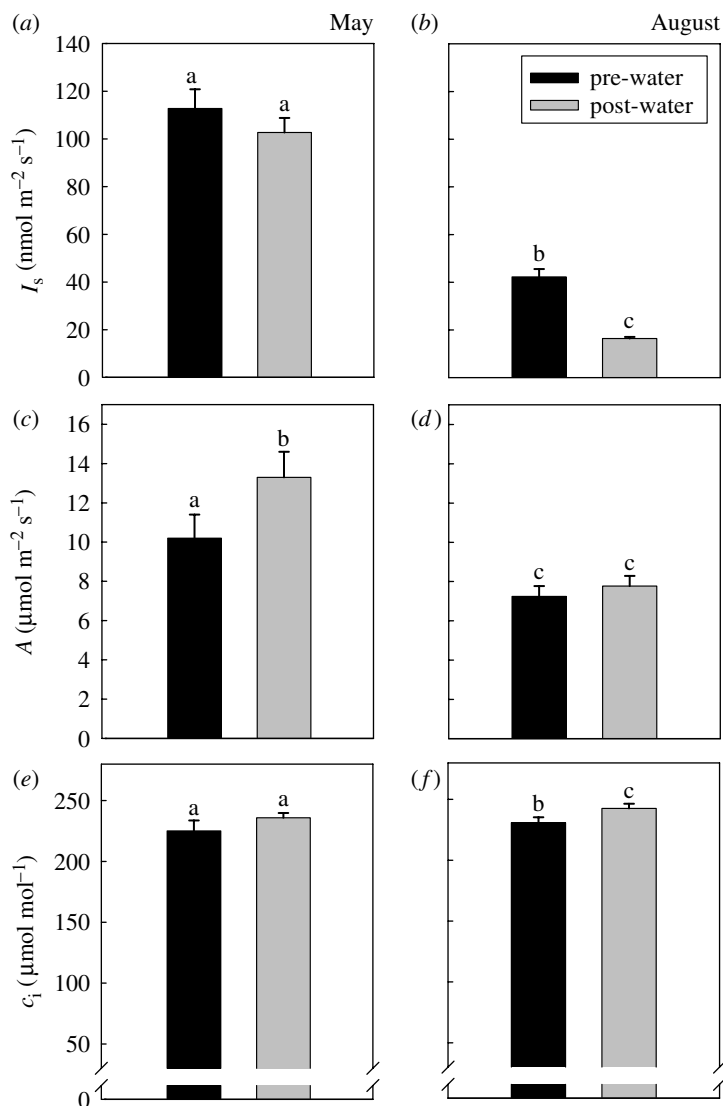 (a) May
(b) August
140
120
100
80
60
40
20
0
Iₛ (nmol m⁻² s⁻¹)
a
a
pre-water
post-water
b
c
(c)
(d)
16
14
12
10
8
6
4
2
0
A (µmol m⁻² s⁻¹)
a
b
c
c
(e)
(f)
250
200
150
100
50
0
cᵢ (µmol mol⁻¹)
a
a
b
c